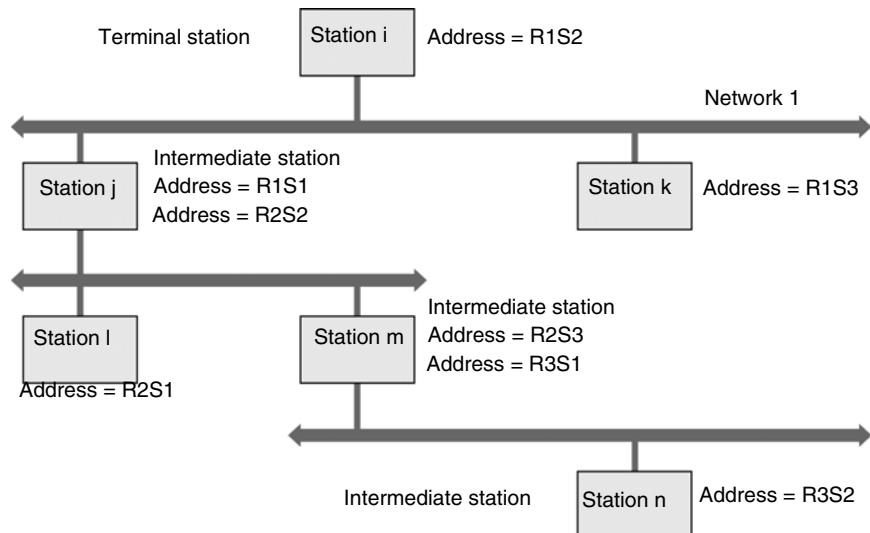 Terminal station
Station i
Address = R1S2
Network 1
Station j
Intermediate station
Address = R1S1
Address = R2S2
Station k
Address = R1S3
Station l
Address = R2S1
Station m
Intermediate station
Address = R2S3
Address = R3S1
Intermediate station
Station n
Address = R3S2